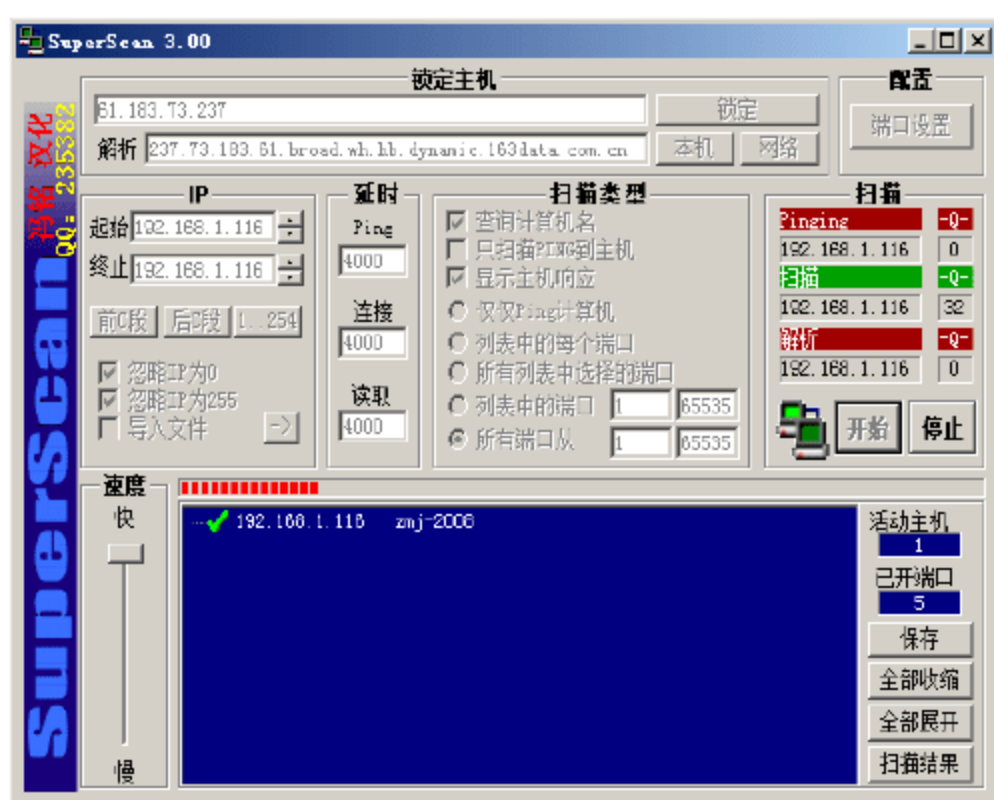 SuperScan 3.00
锁定主机
61.183.73.237
锁定
解析 237.73.183.61.broad.wh.hb.dynamic.163data.com.cn
本机
网络
配置
端口设置
冯铭 汉化
QQ: 235382
SuperScan
IP
起始 192.168.1.116
终止 192.168.1.116
前C段
后C段
1..254
忽略IP为0
忽略IP为255
导入文件
->
延时
Ping
4000
连接
4000
读取
4000
扫描类型
查询计算机名
只扫描PING到主机
显示主机响应
仅仅Ping计算机
列表中的每个端口
所有列表中选择的端口
列表中的端口 1 65535
所有端口从 1 65535
扫描
Pinging -Q-
192.168.1.116 0
扫描 -Q-
192.168.1.116 32
解析 -Q-
192.168.1.116 0
开始
停止
速度
快
慢
192.168.1.116 zmj-2008
活动主机
1
已开端口
5
保存
全部收缩
全部展开
扫描结果